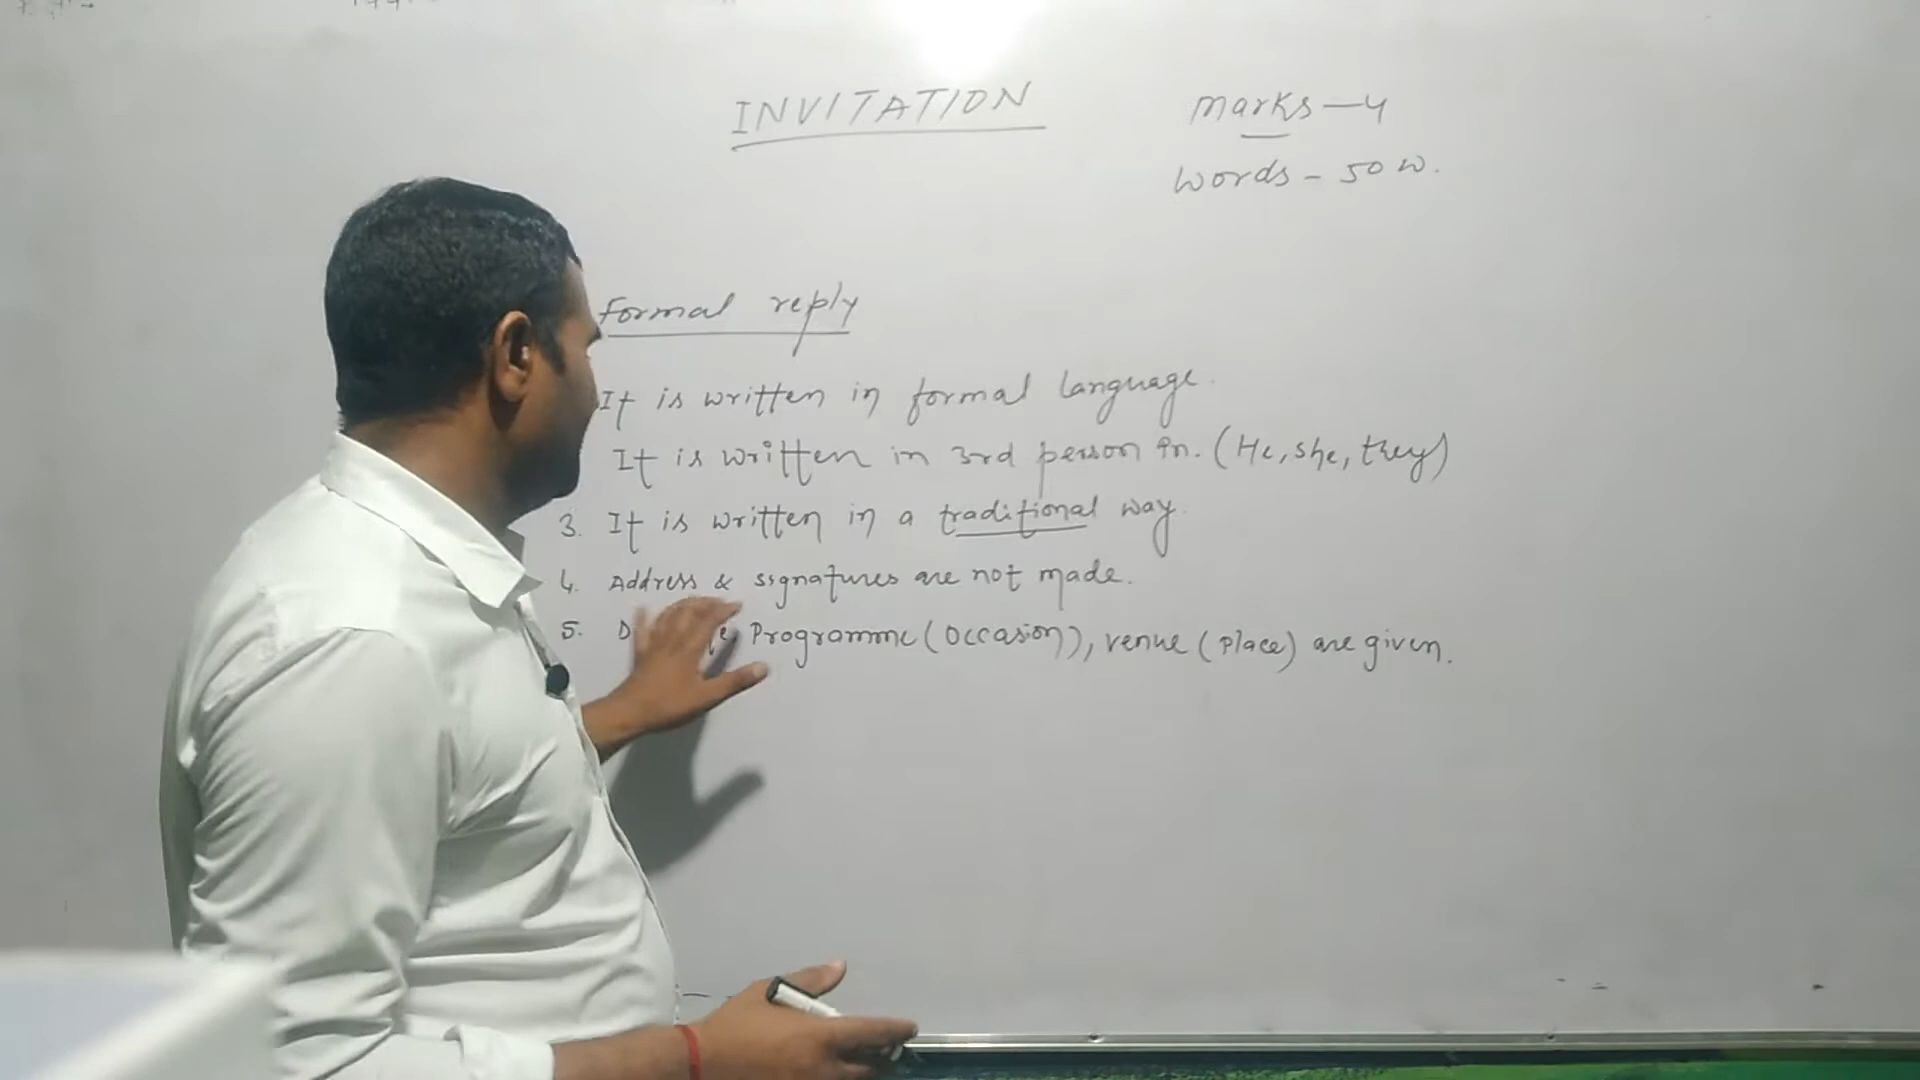 INVITATION
marks - 4
words - 50 w.
Formal reply
It is written in formal language.
It is written in 3rd person Pn. (He, she, they)
3. It is written in a traditional way.
4. Address & signatures are not made.
5. Programme (Occasion), venue (place) are given.